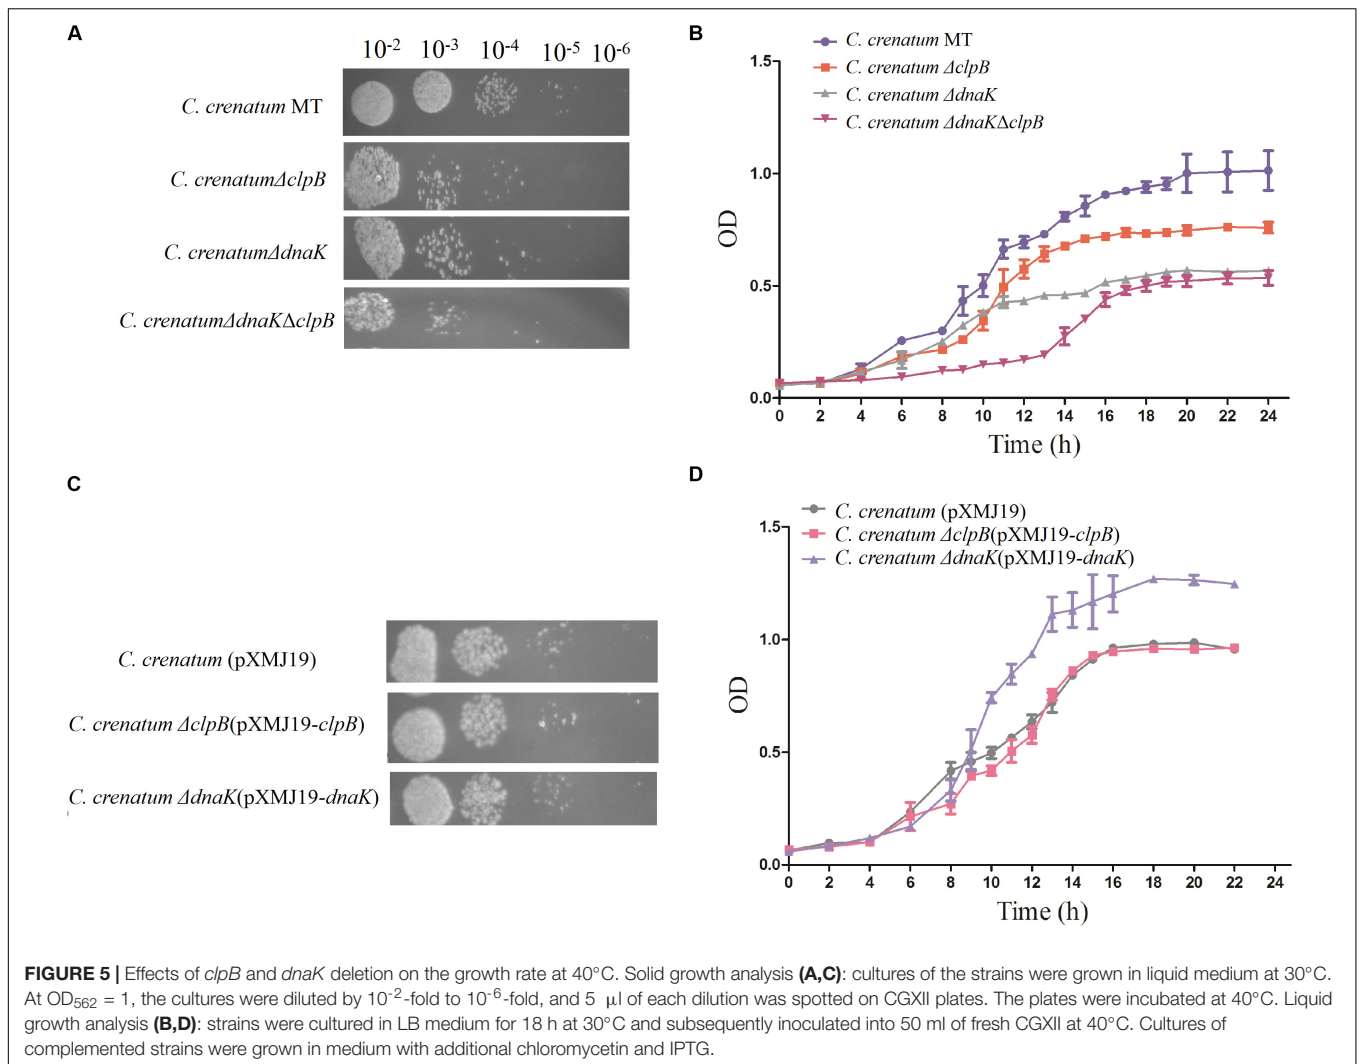 A
10-2 10-3 10-4 10-5 10-6
C. crenatum MT
C. crenatumΔclpB
C. crenatumΔdnaK
C. crenatumΔdnaKΔclpB
B
C. crenatum MT
C. crenatum ΔclpB
C. crenatum ΔdnaK
C. crenatum ΔdnaKΔclpB
1.5
1.0
0.5
0.0
OD
0 2 4 6 8 10 12 14 16 18 20 22 24
Time (h)
C
C. crenatum (pXMJ19)
C. crenatum ΔclpB(pXMJ19-clpB)
C. crenatum ΔdnaK(pXMJ19-dnaK)
D
C. crenatum (pXMJ19)
C. crenatum ΔclpB(pXMJ19-clpB)
C. crenatum ΔdnaK(pXMJ19-dnaK)
1.5
1.0
0.5
0.0
OD
0 2 4 6 8 10 12 14 16 18 20 22 24
Time (h)
FIGURE 5 | Effects of clpB and dnaK deletion on the growth rate at 40°C. Solid growth analysis (A,C): cultures of the strains were grown in liquid medium at 30°C.
At OD562 = 1, the cultures were diluted by 10-2-fold to 10-6-fold, and 5 μl of each dilution was spotted on CGXII plates. The plates were incubated at 40°C. Liquid
growth analysis (B,D): strains were cultured in LB medium for 18 h at 30°C and subsequently inoculated into 50 ml of fresh CGXII at 40°C. Cultures of
complemented strains were grown in medium with additional chloromycetin and IPTG.